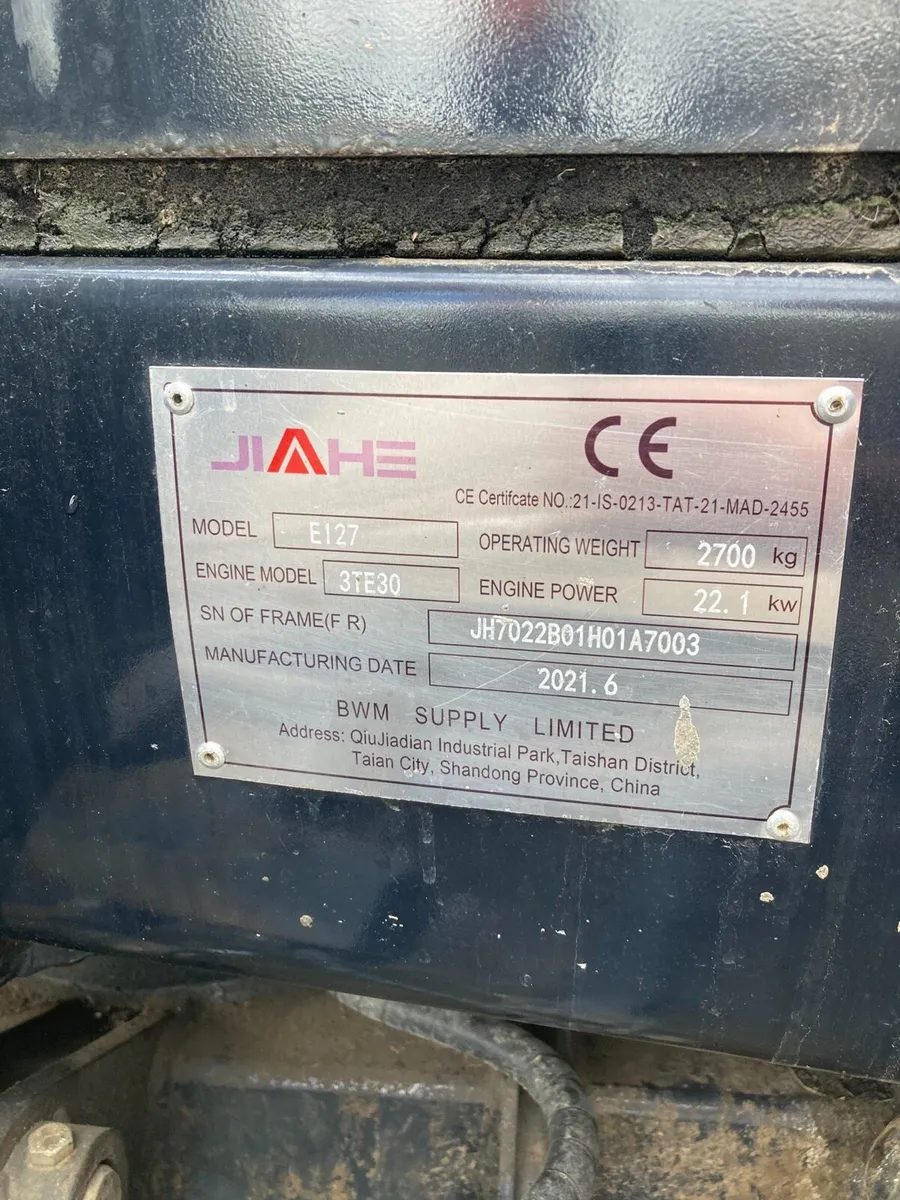 JIAHE
CE
CE Certifcate NO.:21-IS-0213-TAT-21-MAD-2455
MODEL E127
OPERATING WEIGHT 2700 kg
ENGINE MODEL 3TE30
ENGINE POWER 22.1 kw
SN OF FRAME(F R) JH7022B01H01A7003
MANUFACTURING DATE 2021.6
BWM SUPPLY LIMITED
Address: QiuJiadian Industrial Park,Taishan District,
Taian City, Shandong Province, China